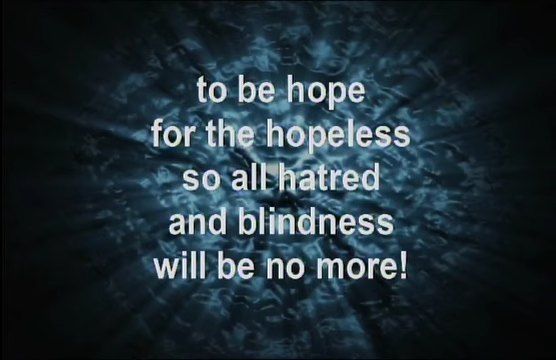 to be hope
for the hopeless
so all hatred
and blindness
will be no more!